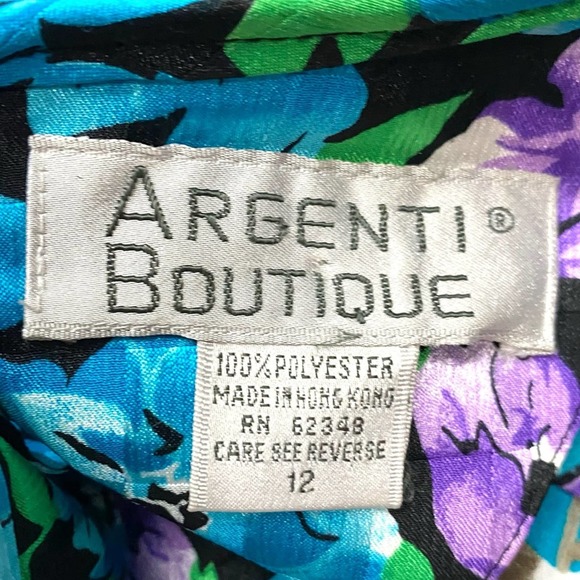 ARGENTI®
BOUTIQUE
100% POLYESTER
MADE IN HONG KONG
RN 62348
CARE SEE REVERSE
12